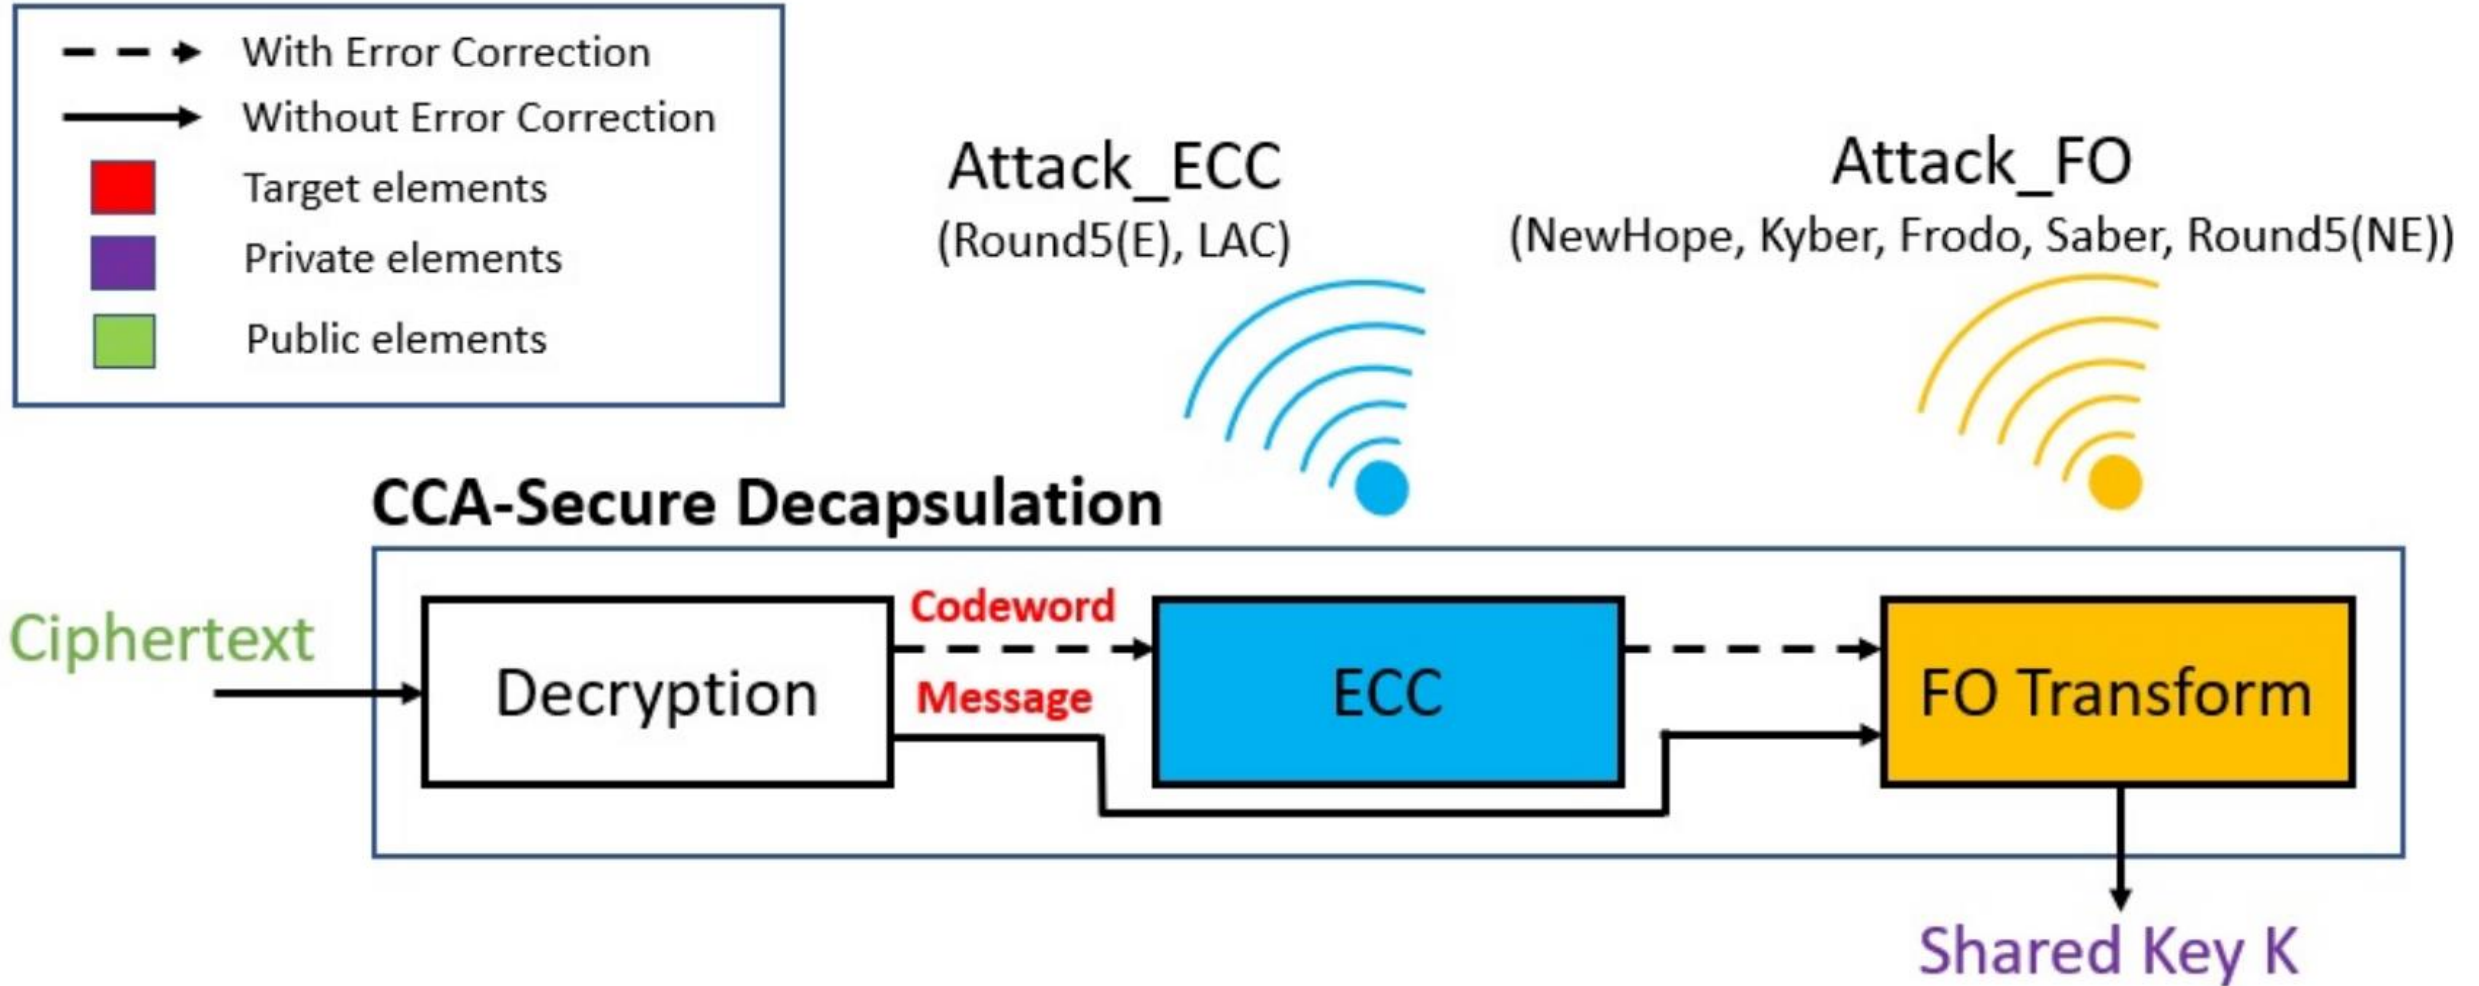 With Error Correction
Without Error Correction
Target elements
Private elements
Public elements
Attack_ECC
(Round5(E), LAC)
Attack_FO
(NewHope, Kyber, Frodo, Saber, Round5(NE))
CCA-Secure Decapsulation
Ciphertext
Decryption
Codeword
Message
ECC
FO Transform
Shared Key K